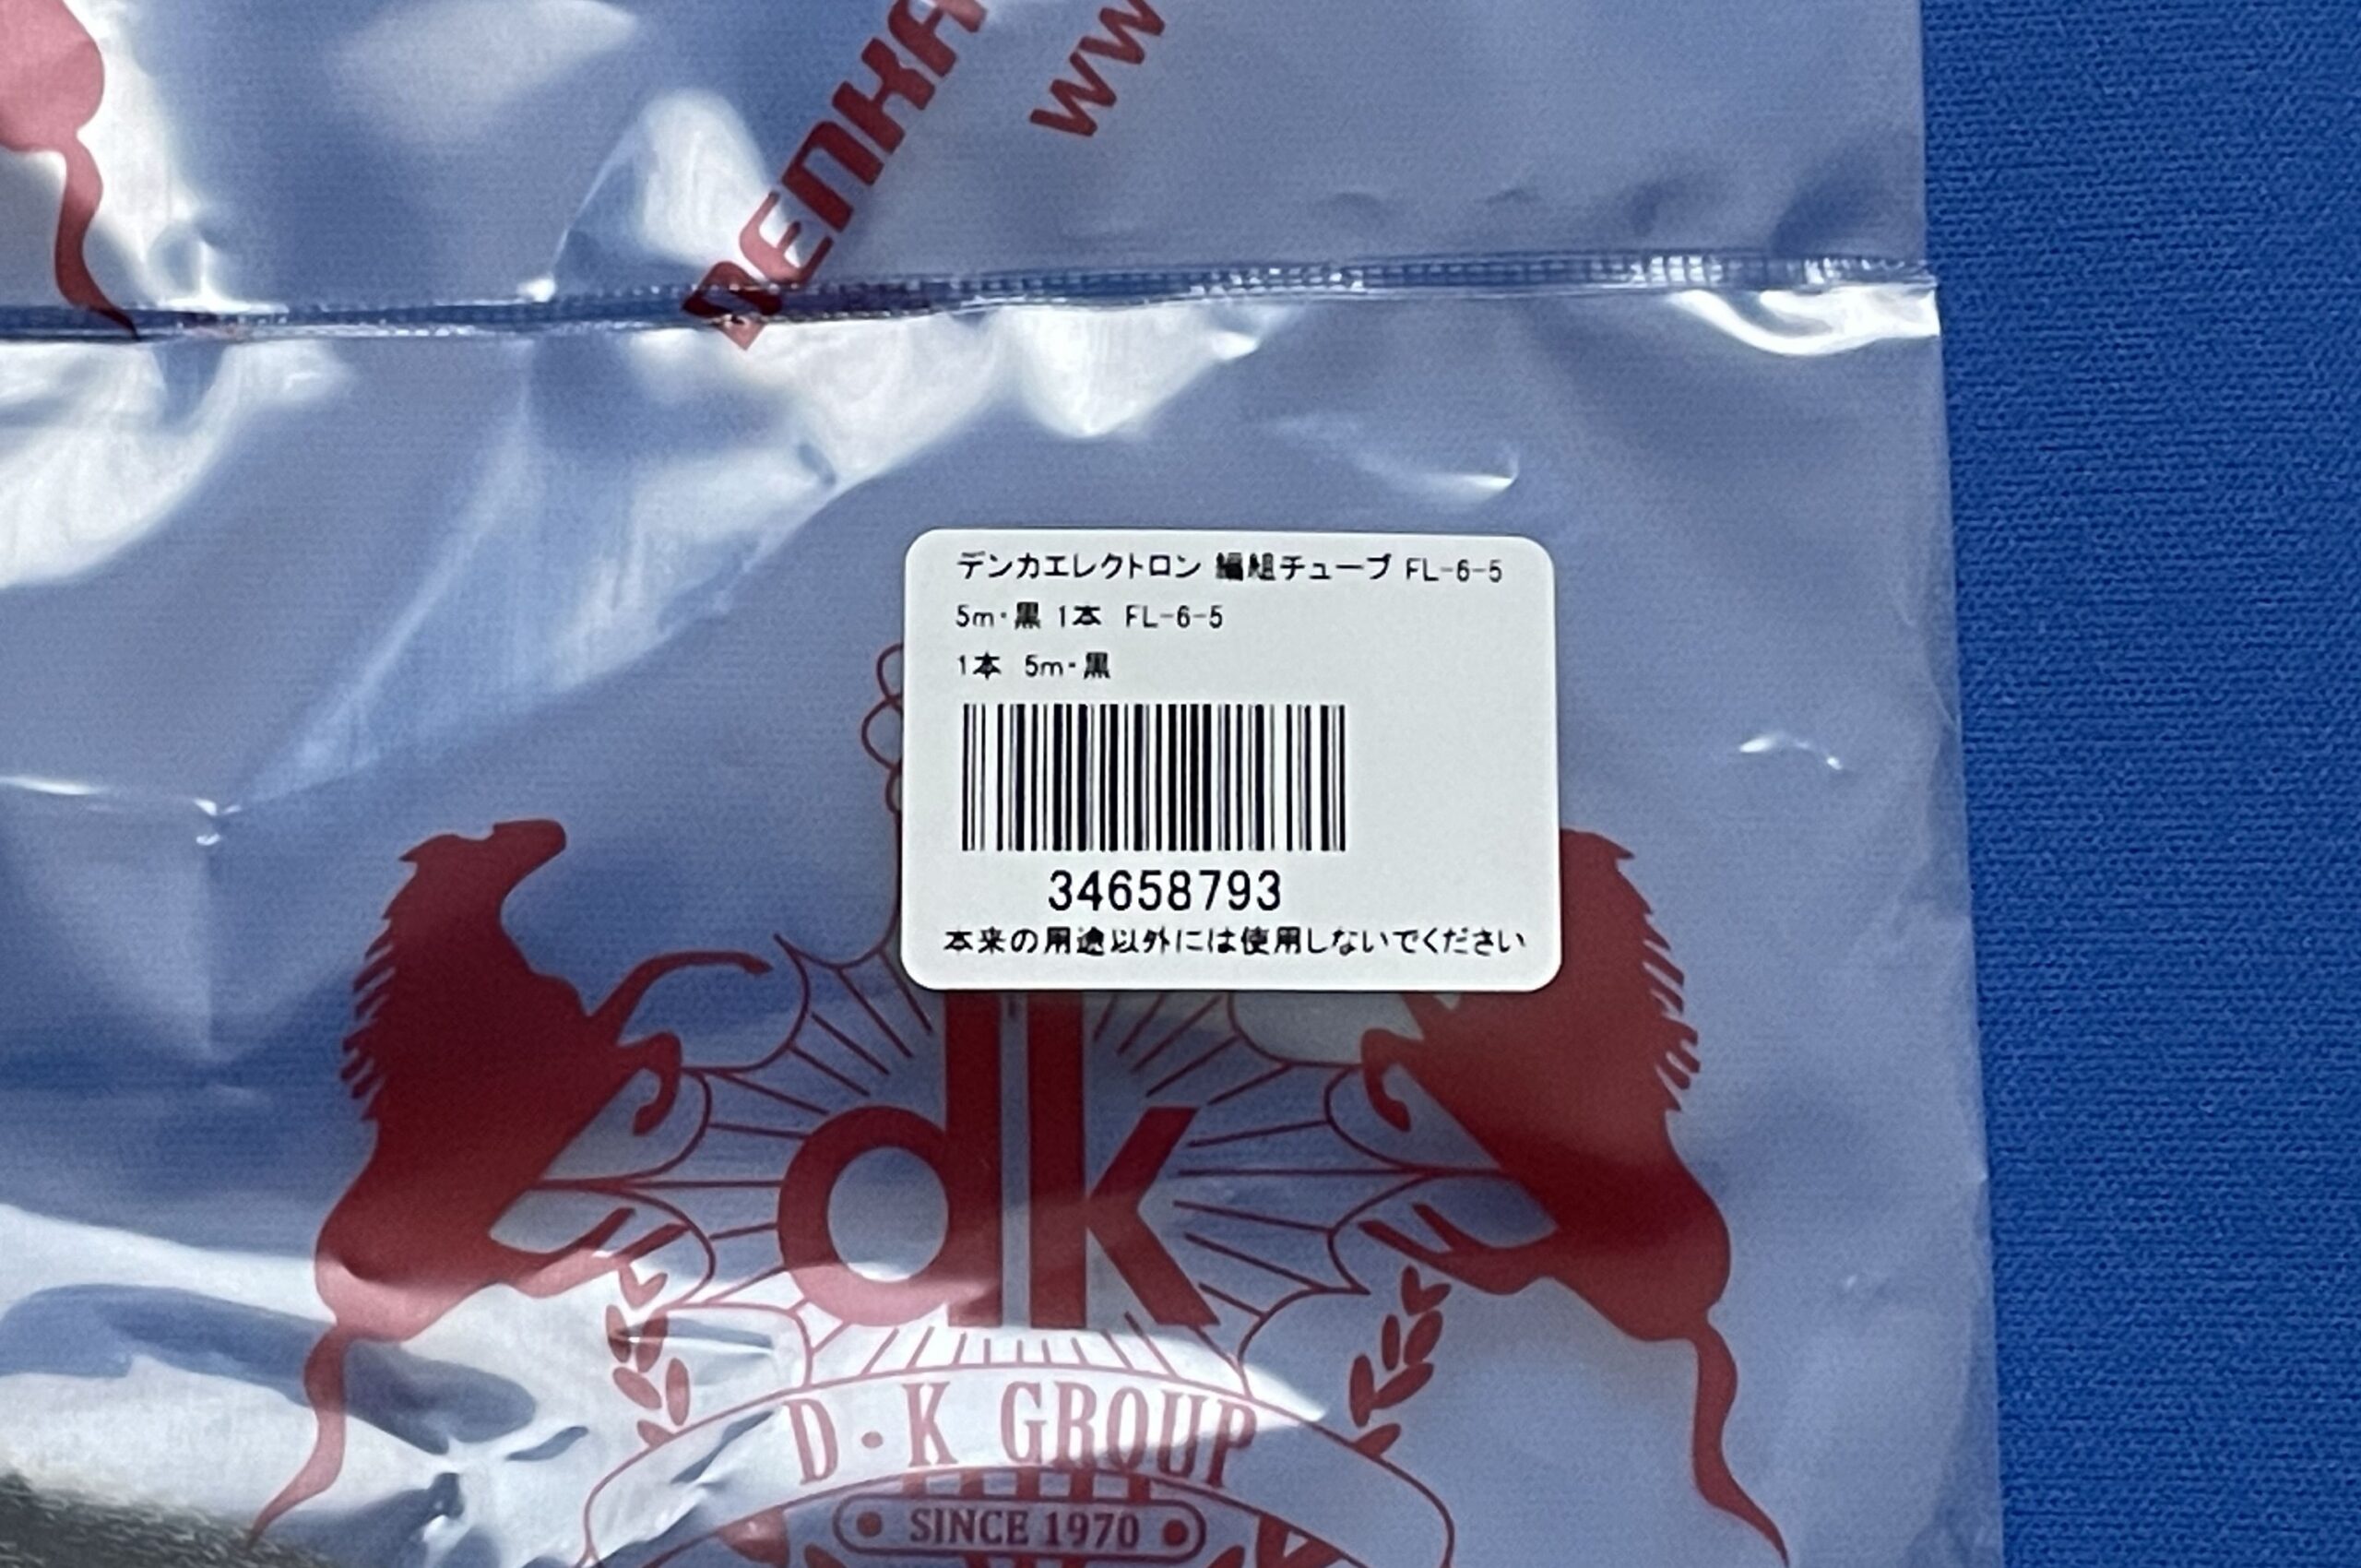 DENKA
デンカエレクトロン 編組チューブ FL-6-5
5m・黒 1本 FL-6-5
1本 5m・黒
34658793
本来の用途以外には使用しないでください
dk
D・K GROUP
SINCE 1970